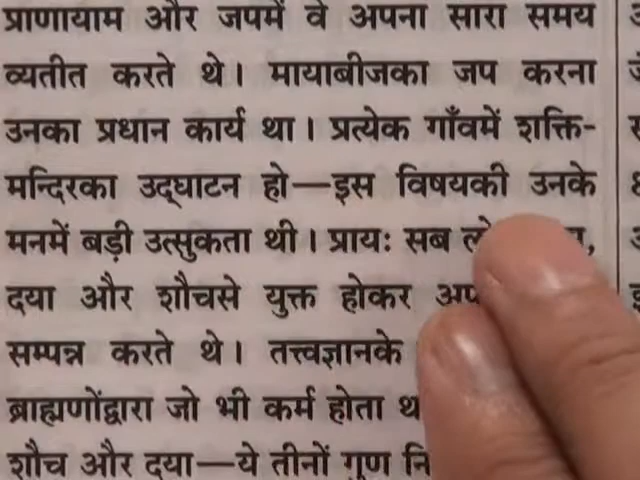 प्राणायाम और जपमें वे अपना सारा समय
व्यतीत करते थे। मायाबीजका जप करना
उनका प्रधान कार्य था। प्रत्येक गाँवमें शक्ति-
मन्दिरका उद्‌घाटन हो—इस विषयकी उनके
मनमें बड़ी उत्सुकता थी। प्रायः सब
दया और शौचसे युक्त होकर
सम्पन्न करते थे। तत्त्वज्ञानके
ब्राह्मणोंद्वारा जो भी कर्म होता
शौच और दया—ये तीनों गुण